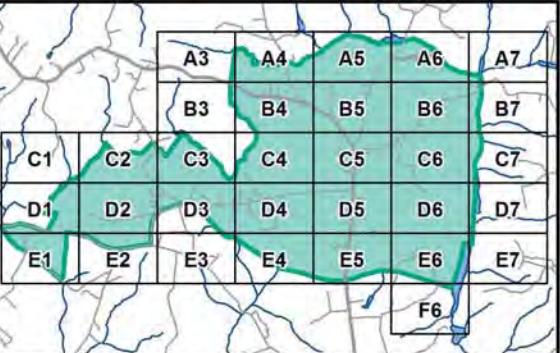 A3 A4 A5 A6 A7
B3 B4 B5 B6 B7
C1 C2 C3 C4 C5 C6 C7
D1 D2 D3 D4 D5 D6 D7
E1 E2 E3 E4 E5 E6 E7
F6